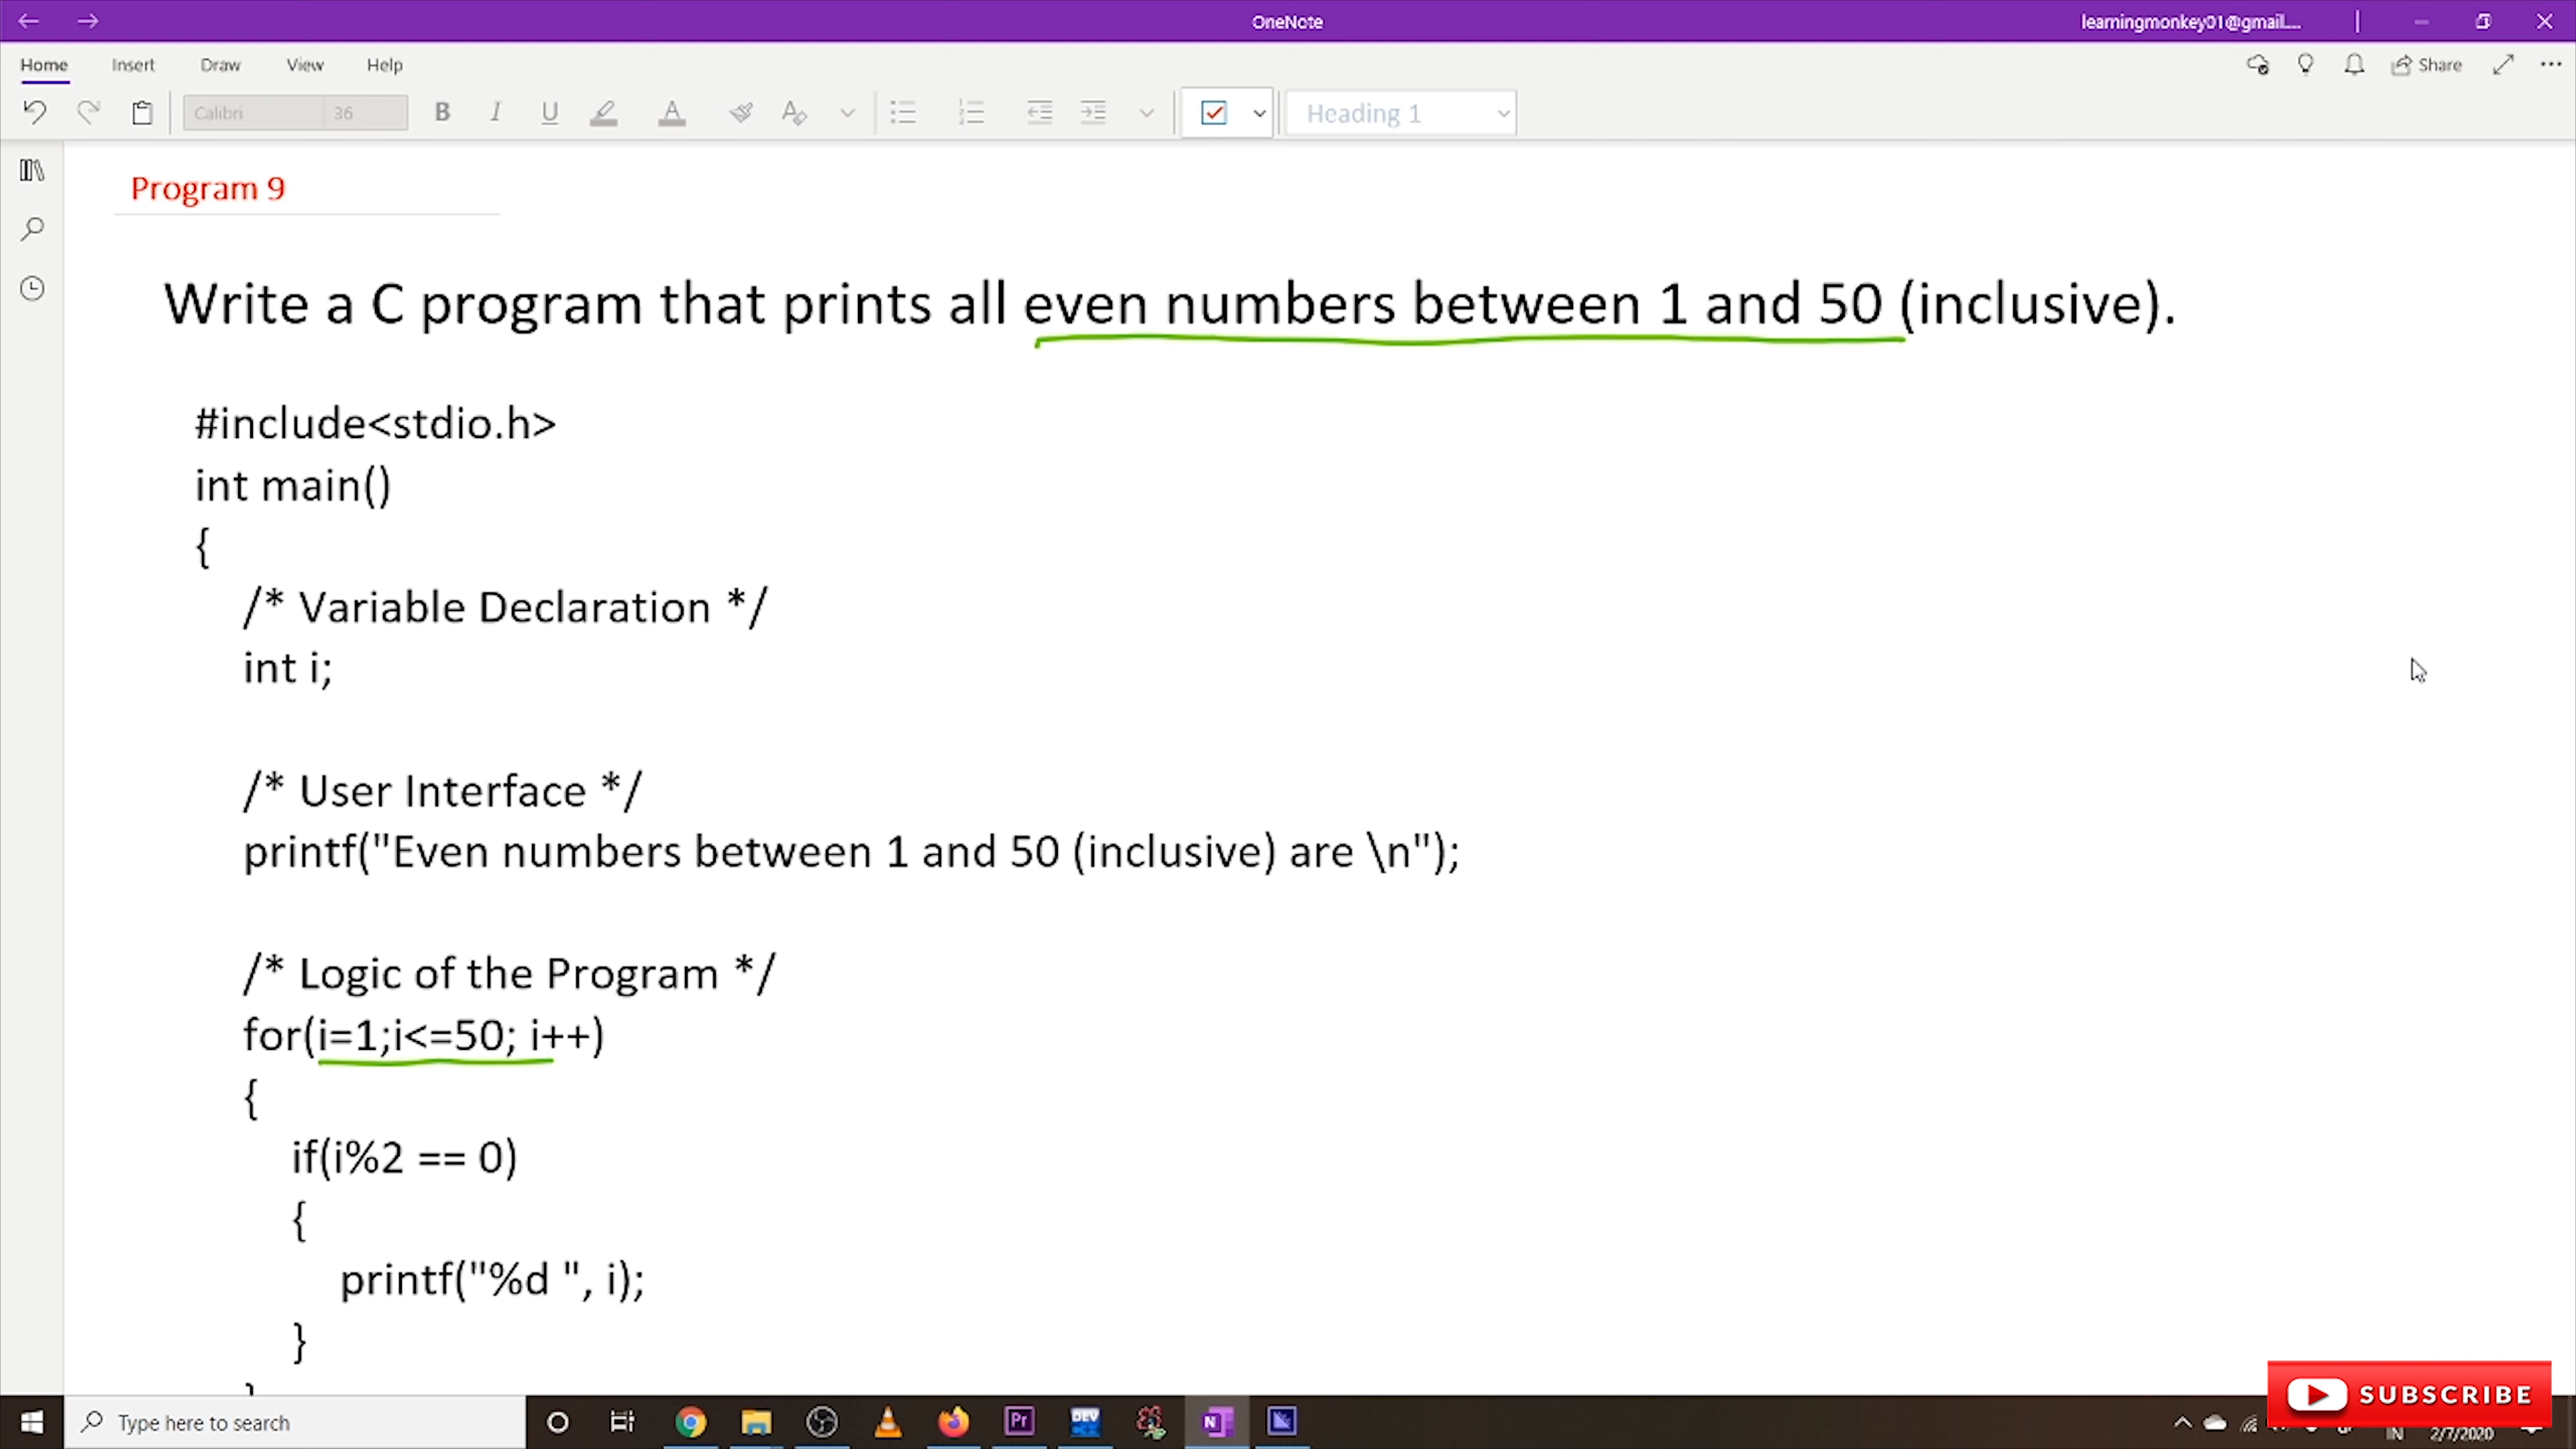 OneNote
learningmonkey01@gmail....
Home Insert Draw View Help
Share
Calibri 36 B I U A A Heading 1
Program 9
Write a C program that prints all even numbers between 1 and 50 (inclusive).
#include<stdio.h>
int main()
{
/* Variable Declaration */
int i;
/* User Interface */
printf("Even numbers between 1 and 50 (inclusive) are \n");
/* Logic of the Program */
for(i=1;i<=50; i++)
{
if(i%2 == 0)
{
printf("%d ", i);
}
SUBSCRIBE
Type here to search
Pr
DEV
N
IN
2/7/2020